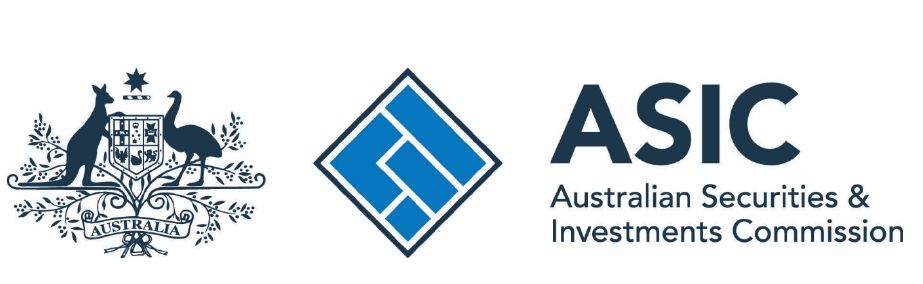 AUSTRALIA
ASIC
Australian Securities &
Investments Commission